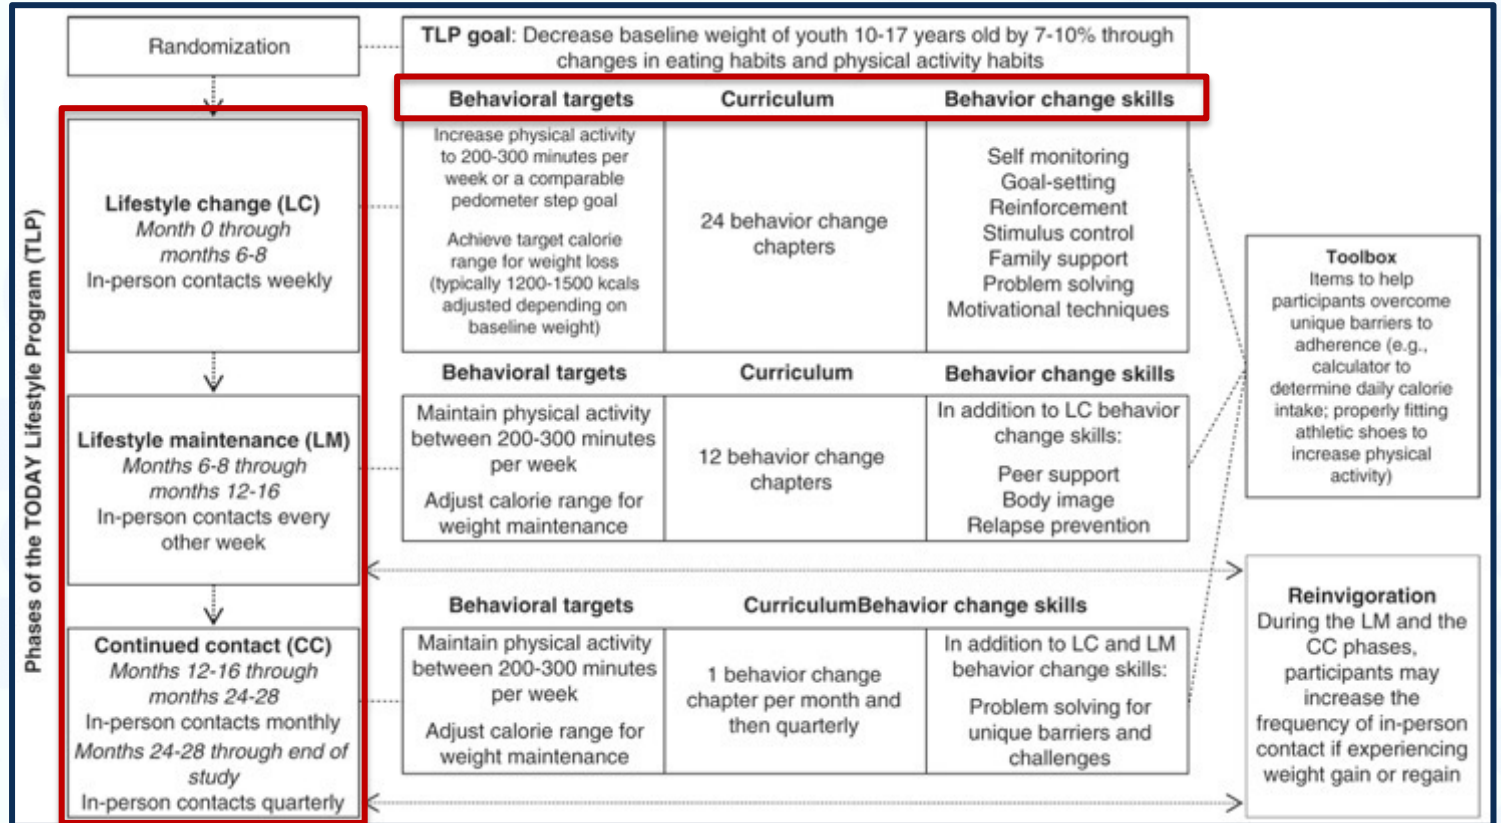 Phases of the TODAY Lifestyle Program (TLP)
Randomization
TLP goal: Decrease baseline weight of youth 10-17 years old by 7-10% through
changes in eating habits and physical activity habits
Lifestyle change (LC)
Month 0 through
months 6-8
In-person contacts weekly
Behavioral targets
Increase physical activity
to 200-300 minutes per
week or a comparable
pedometer step goal
Achieve target calorie
range for weight loss
(typically 1200-1500 kcals
adjusted depending on
baseline weight)
Curriculum
24 behavior change
chapters
Behavior change skills
Self monitoring
Goal-setting
Reinforcement
Stimulus control
Family support
Problem solving
Motivational techniques
Lifestyle maintenance (LM)
Months 6-8 through
months 12-16
In-person contacts every
other week
Behavioral targets
Maintain physical activity
between 200-300 minutes
per week
Adjust calorie range for
weight maintenance
Curriculum
12 behavior change
chapters
Behavior change skills
In addition to LC behavior
change skills:
Peer support
Body image
Relapse prevention
Continued contact (CC)
Months 12-16 through
months 24-28
In-person contacts monthly
Months 24-28 through end of
study
In-person contacts quarterly
Behavioral targets
Maintain physical activity
between 200-300 minutes
per week
Adjust calorie range for
weight maintenance
CurriculumBehavior change skills
1 behavior change
chapter per month and
then quarterly
In addition to LC and LM
behavior change skills:
Problem solving for
unique barriers and
challenges
Toolbox
Items to help
participants overcome
unique barriers to
adherence (e.g.,
calculator to
determine daily calorie
intake; properly fitting
athletic shoes to
increase physical
activity)
Reinvigoration
During the LM and the
CC phases,
participants may
increase the
frequency of in-person
contact if experiencing
weight gain or regain